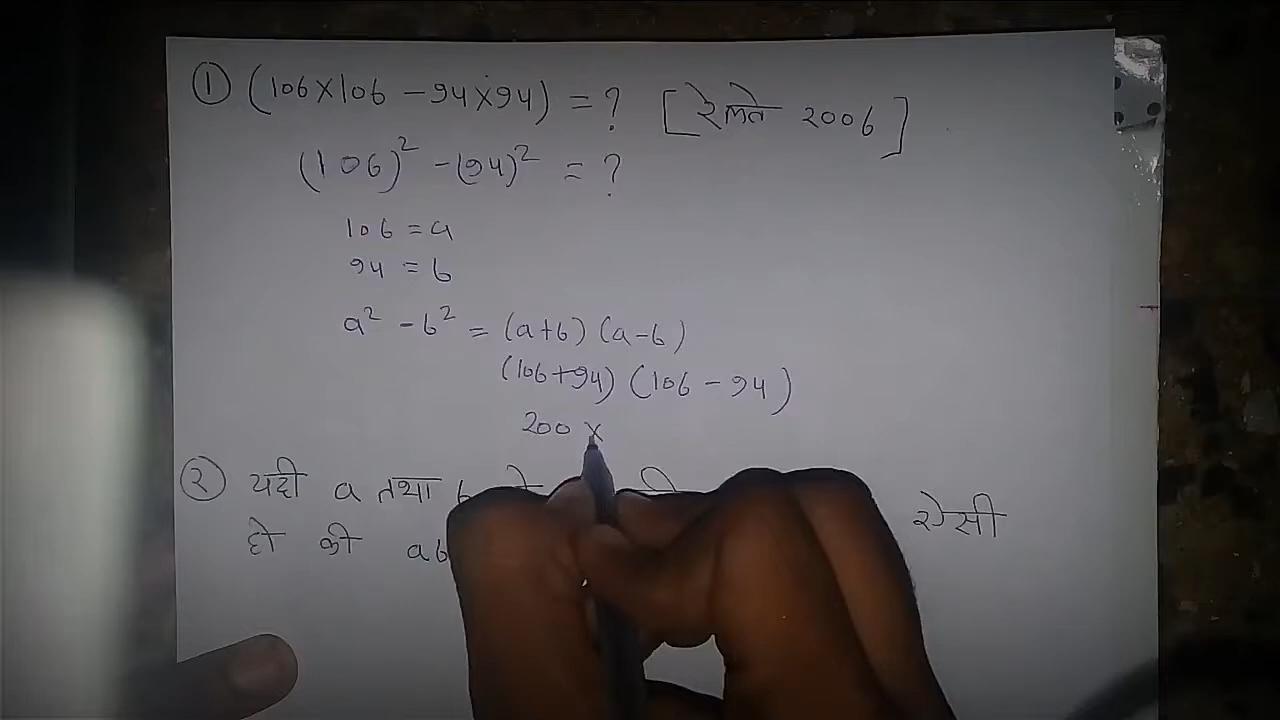 ① (106×106 - 94×94) = ? [रेलवे 2006]
(106)² - (94)² = ?
106 = a
94 = b
a² - b² = (a+b) (a-b)
(106+94) (106 - 94)
200 ×
② यदी a तथा ऐसी
हो की ab